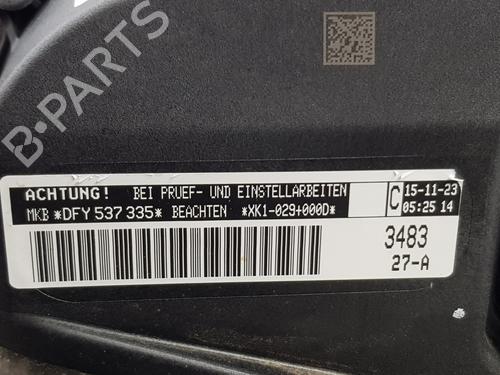 B-PARTS
ACHTUNG! BEI PRUEF- UND EINSTELLARBEITEN C 15-11-23
MKB *DFY 537 335* BEACHTEN *XK1-029+000D* 05:25 14
3483
27-A